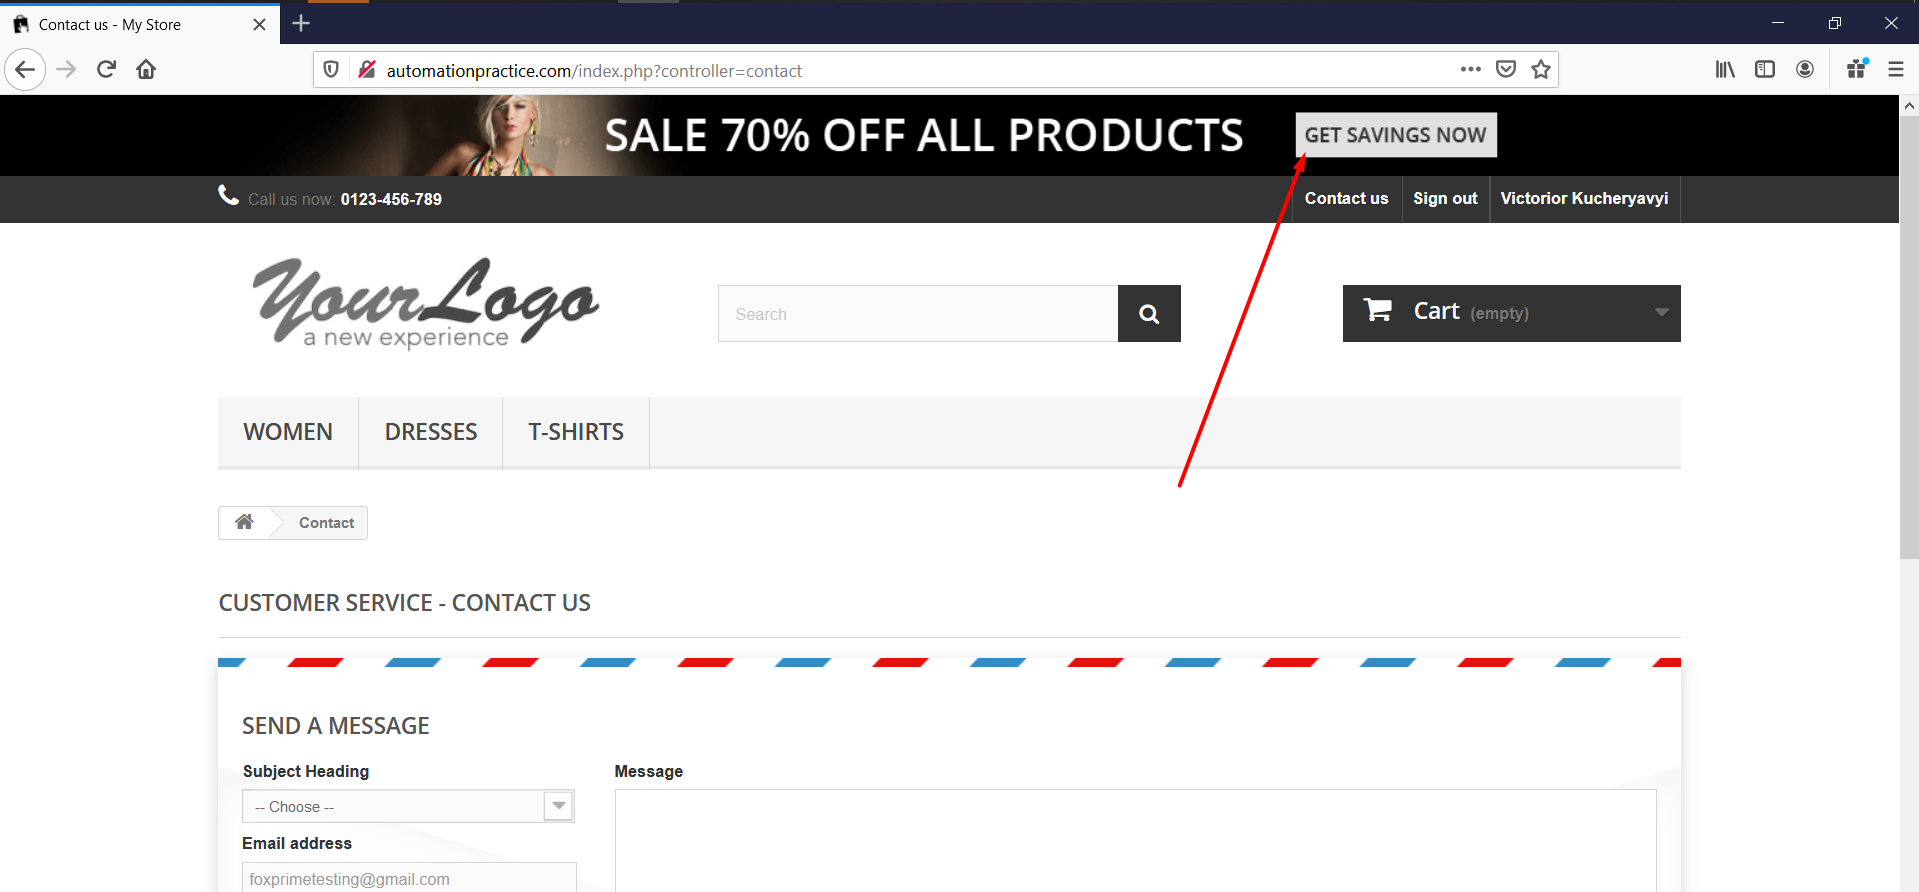 Contact us - My Store
automationpractice.com/index.php?controller=contact
SALE 70% OFF ALL PRODUCTS
GET SAVINGS NOW
Call us now: 0123-456-789
Contact us
Sign out
Victorior Kucheryavyi
YourLogo
a new experience
Search
Cart (empty)
WOMEN
DRESSES
T-SHIRTS
Contact
CUSTOMER SERVICE - CONTACT US
SEND A MESSAGE
Subject Heading
Message
-- Choose --
Email address
foxprimetesting@gmail.com